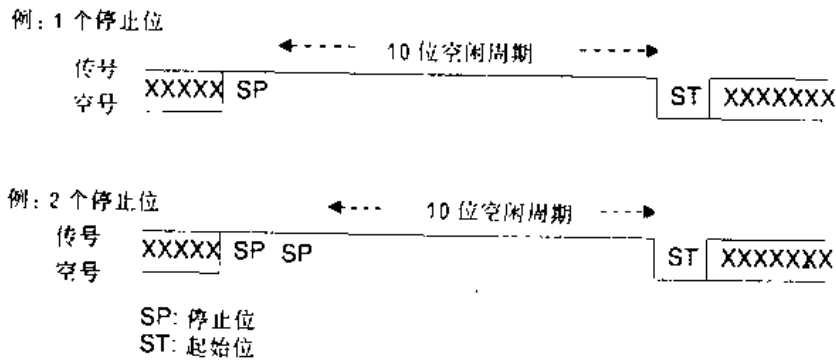 例: 1 个停止位
10 位空闲周期
传号
空号
XXXXX SP
ST XXXXXXX
例: 2 个停止位
10 位空闲周期
传号
空号
XXXXX SP SP
ST XXXXXXX
SP: 停止位
ST: 起始位